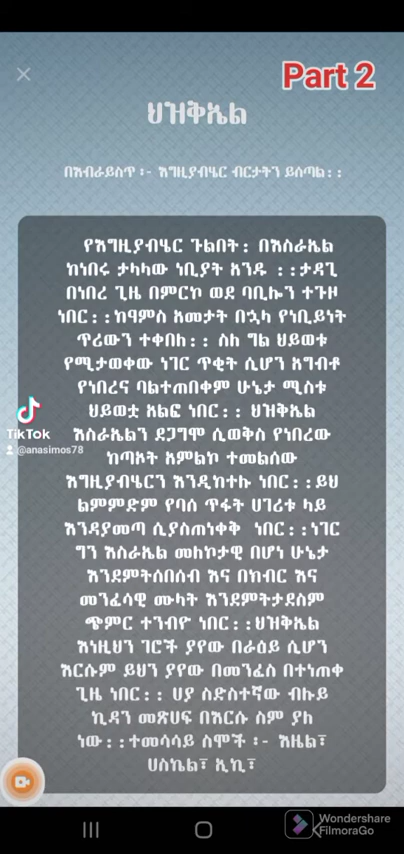 Part 2
ህዝቅኤል
በእብራይስጥ ፡- እግዚያብሄር ብርታትን ይሰጣል፡፡
የእግዚያብሄር ጉልበት፡ በእስራኤል
ከነበሩ ታላላው ነቢያት አንዱ ፡፡ታዳጊ
በነበረ ጊዜ በምርኮ ወደ ባቢሎን ተጉዞ
ነበር፡፡ከዓምስ አመታት በኋላ የነቢይነት
ጥሪውን ተቀበለ፡፡ ስለ ግል ህይወቱ
የሚታወቀው ነገር ጥቂት ሲሆን አግብቶ
የነበረና ባልተጠበቀም ሁኔታ ሚስቱ
ህይወቷ አልፎ ነበር፡፡ ህዝቅኤል
እስራኤልን ደጋግሞ ሲወቅስ የነበረው
ከጣኦት አምልኮ ተመልሰው
እግዚያብሄርን እንዲከተሉ ነበር፡፡ይህ
ልምምድም የባሰ ጥፋት ሀገሪቱ ላይ
እንዳያመጣ ሲያስጠነቀቅ ነበር፡፡ነገር
ግን እስራኤል መለኮታዊ በሆነ ሁኔታ
እንደምትሰበሰብ እና በክብር እና
መንፈሳዊ ሙላት እንደምትታደስም
ጭምር ተንብዮ ነበር፡፡ህዝቅኤል
እነዚህን ገሮች ያየው በራዕይ ሲሆን
እርሱም ይህን ያየው በመንፈስ በተነጠቀ
ጊዜ ነበር፡፡ ሀያ ስድስተኛው ብሉይ
ኪዳን መጽሀፍ በእርሱ ስም ያለ
ነው፡፡ተመሳሳይ ስሞች ፡- እዜል፣
ሀስኬል፣ ኢኪ፣
TikTok
@anasimos78
Wondershare
FilmoraGo